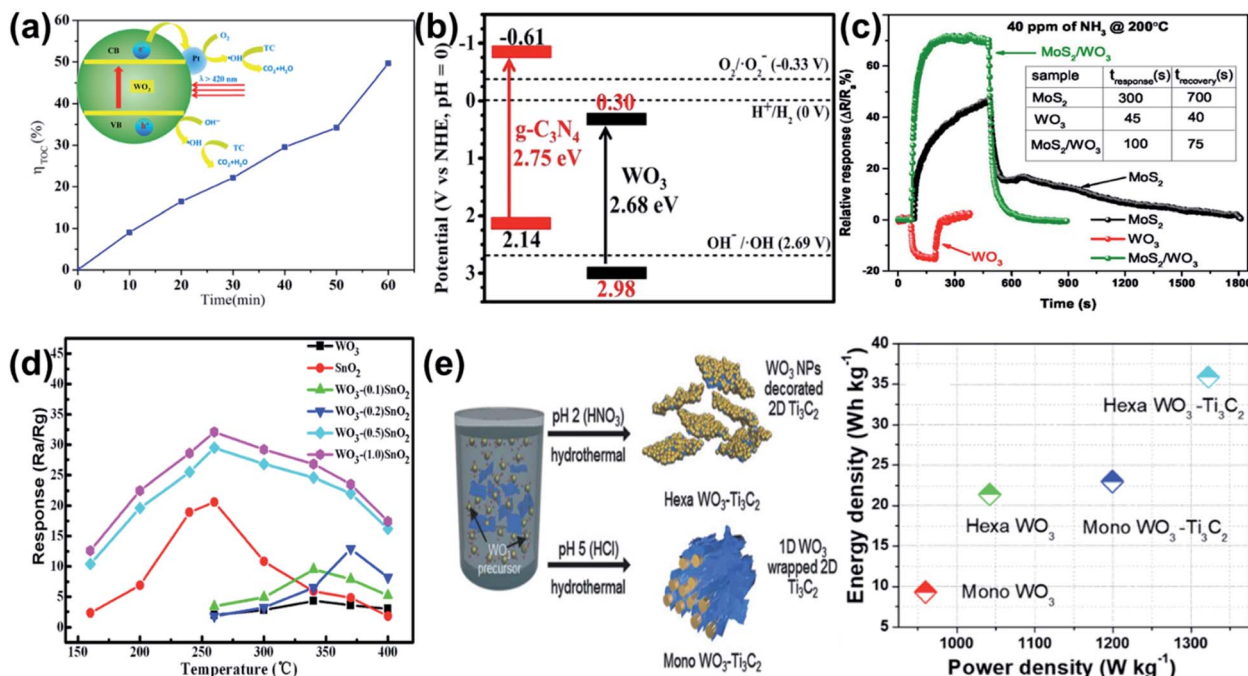 (a)
60
50
40
30
20
10
0
ηTOC (%)
0 10 20 30 40 50 60
Time(min)
CB
e⁻
Pt
O₂
•OH
TC
CO₂+H₂O
WO₃
λ > 420 nm
VB
h⁺
OH⁻
•OH
TC
CO₂+H₂O
(b)
Potential (V vs NHE, pH = 0)
-1
0
1
2
3
-0.61
O₂/·O₂⁻ (-0.33 V)
0.30
H⁺/H₂ (0 V)
g-C₃N₄
2.75 eV
WO₃
2.68 eV
2.14
OH⁻/·OH (2.69 V)
2.98
(c)
40 ppm of NH₃ @ 200°C
MoS₂/WO₃
sample tresponse(s) trecovery(s)
MoS₂ 300 700
WO₃ 45 40
MoS₂/WO₃ 100 75
Relative response (ΔR/Ra%)
80
60
40
20
0
-20
MoS₂
WO₃
MoS₂
WO₃
MoS₂/WO₃
0 300 600 900 1200 1500 1800
Time (s)
(d)
Response (Ra/Rg)
45
40
35
30
25
20
15
10
5
0
WO₃
SnO₂
WO₃-(0.1)SnO₂
WO₃-(0.2)SnO₂
WO₃-(0.5)SnO₂
WO₃-(1.0)SnO₂
150 200 250 300 350 400
Temperature (℃)
(e)
WO₃
precursor
pH 2 (HNO₃)
hydrothermal
WO₃ NPs
decorated
2D Ti₃C₂
Hexa WO₃-Ti₃C₂
pH 5 (HCl)
hydrothermal
1D WO₃
wrapped 2D
Ti₃C₂
Mono WO₃-Ti₃C₂
Energy density (Wh kg⁻¹)
40
35
30
25
20
15
10
5
Hexa WO₃-Ti₃C₂
Hexa WO₃
Mono WO₃-Ti₃C₂
Mono WO₃
1000 1100 1200 1300
Power density (W kg⁻¹)